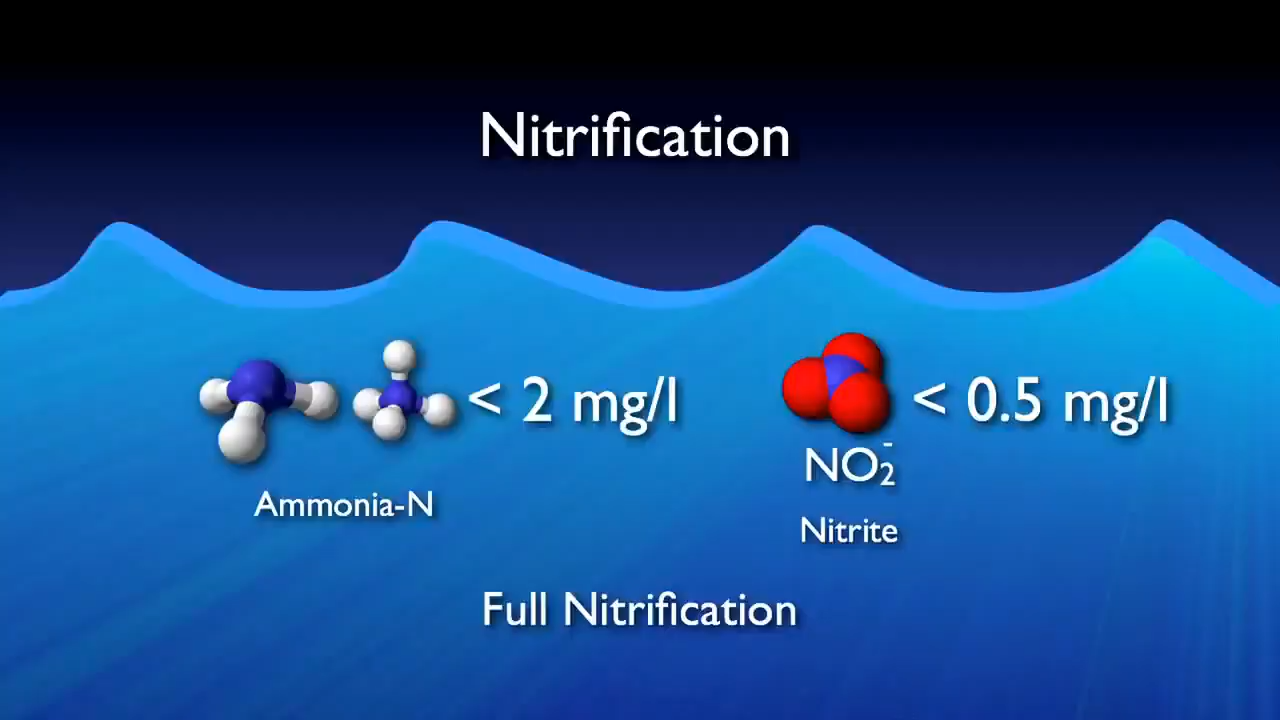 Nitrification
< 2 mg/l
< 0.5 mg/l
NO₂⁻
Ammonia-N
Nitrite
Full Nitrification